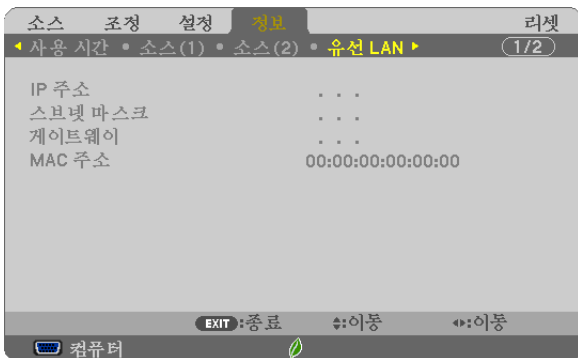 소스 조정 설정 정보 리셋
사용 시간 • 소스(1) • 소스(2) • 유선 LAN 1/2
IP 주소 . . .
스브넷 마스크 . . .
게이트웨이 . . .
MAC 주소 00:00:00:00:00:00
EXIT :종료 :이동 :이동
컴퓨터